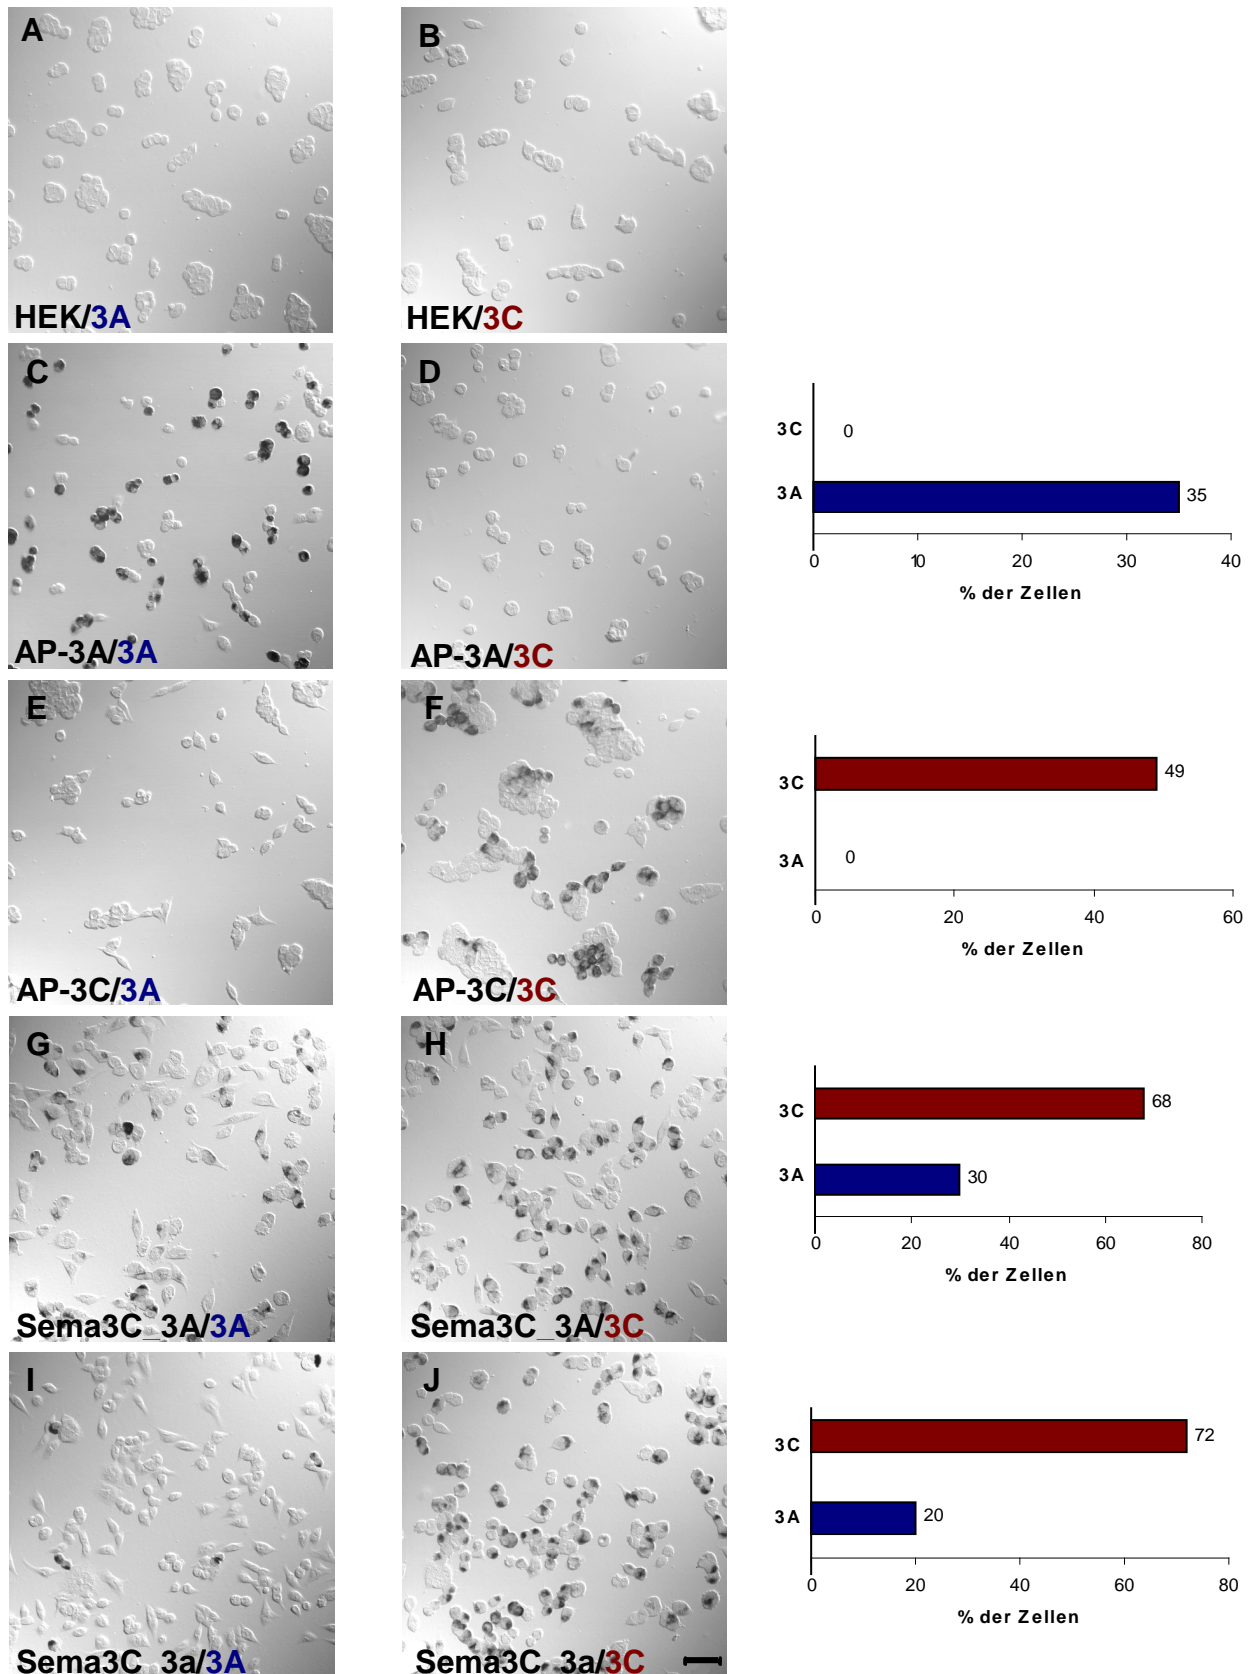 A
HEK/3A
B
HEK/3C
C
AP-3A/3A
D
AP-3A/3C
3C
0
3A
35
0 10 20 30 40
% der Zellen
E
AP-3C/3A
F
AP-3C/3C
3C
49
3A
0
0 20 40 60
% der Zellen
G
Sema3C_3A/3A
H
Sema3C_3A/3C
3C
68
3A
30
0 20 40 60 80
% der Zellen
I
Sema3C_3a/3A
J
Sema3C_3a/3C
3C
72
3A
20
0 20 40 60 80
% der Zellen